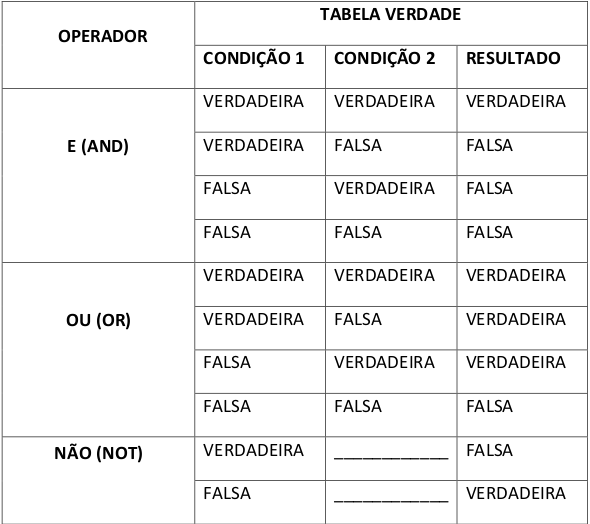 OPERADOR
TABELA VERDADE
CONDIÇÃO 1 CONDIÇÃO 2 RESULTADO
E (AND)
VERDADEIRA VERDADEIRA VERDADEIRA
VERDADEIRA FALSA FALSA
FALSA VERDADEIRA FALSA
FALSA FALSA FALSA
OU (OR)
VERDADEIRA VERDADEIRA VERDADEIRA
VERDADEIRA FALSA VERDADEIRA
FALSA VERDADEIRA VERDADEIRA
FALSA FALSA FALSA
NÃO (NOT)
VERDADEIRA ____________ FALSA
FALSA ____________ VERDADEIRA